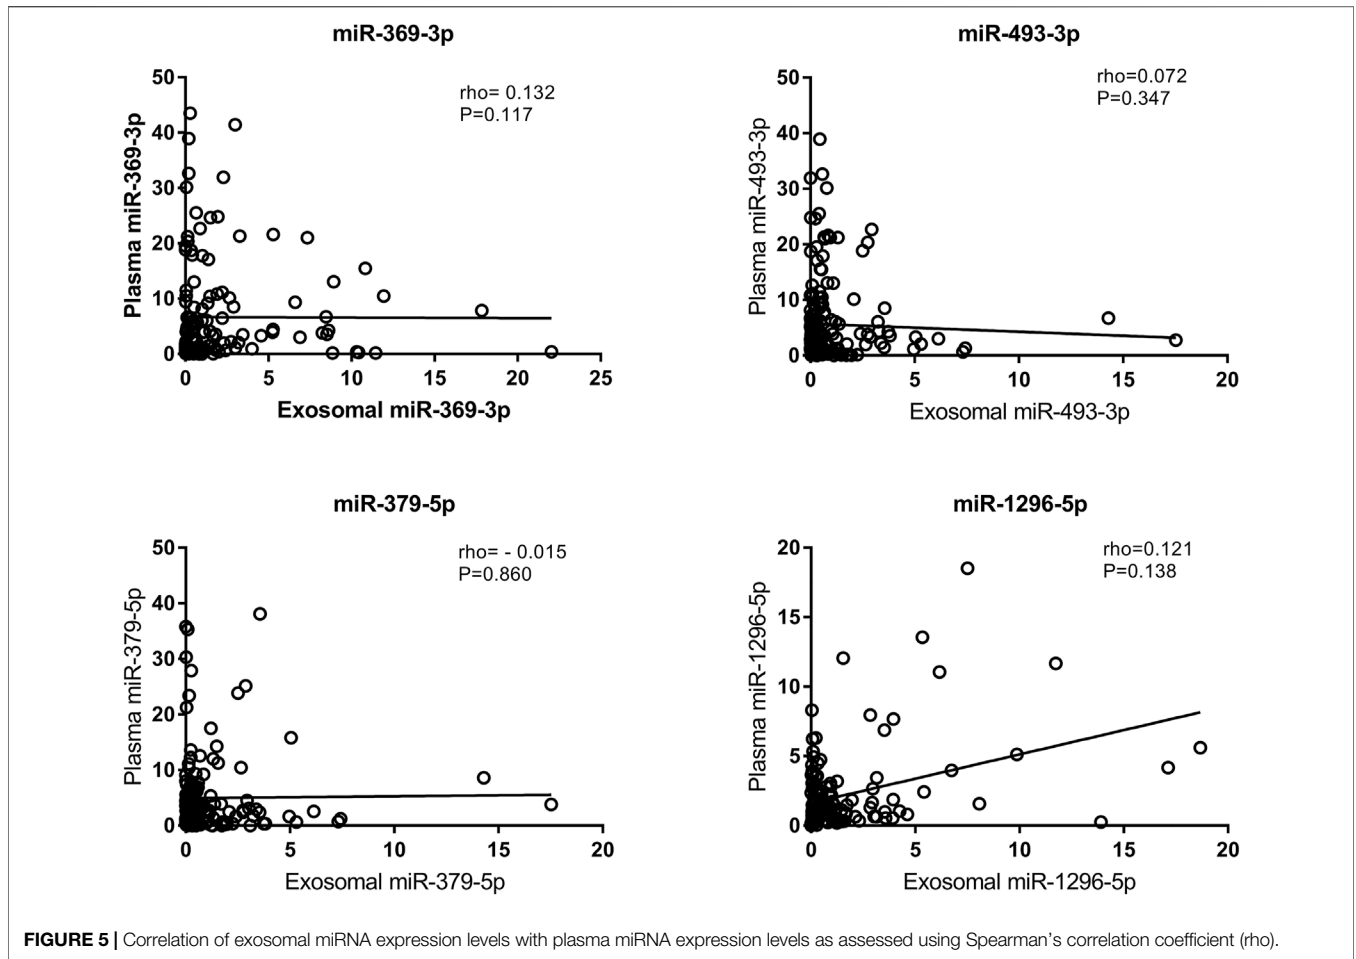 miR-369-3p
rho= 0.132
P=0.117
Plasma miR-369-3p
50
40
30
20
10
0
0 5 10 15 20 25
Exosomal miR-369-3p
miR-493-3p
rho=0.072
P=0.347
Plasma miR-493-3p
50
40
30
20
10
0
0 5 10 15 20
Exosomal miR-493-3p
miR-379-5p
rho= - 0.015
P=0.860
Plasma miR-379-5p
50
40
30
20
10
0
0 5 10 15 20
Exosomal miR-379-5p
miR-1296-5p
rho=0.121
P=0.138
Plasma miR-1296-5p
20
15
10
5
0
0 5 10 15 20
Exosomal miR-1296-5p
FIGURE 5 | Correlation of exosomal miRNA expression levels with plasma miRNA expression levels as assessed using Spearman's correlation coefficient (rho).